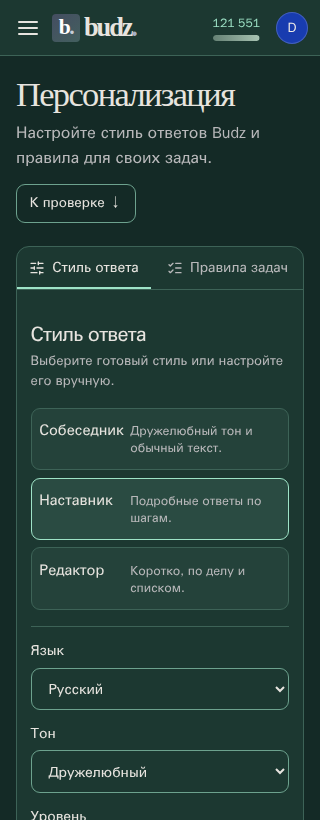 b. budz.
121 551
D
Персонализация
Настройте стиль ответов Budz и
правила для своих задач.
К проверке ↓
Стиль ответа
Правила задач
Стиль ответа
Выберите готовый стиль или настройте
его вручную.
Собеседник
Дружелюбный тон и
обычный текст.
Наставник
Подробные ответы по
шагам.
Редактор
Коротко, по делу и
списком.
Язык
Русский
Тон
Дружелюбный
Уровень